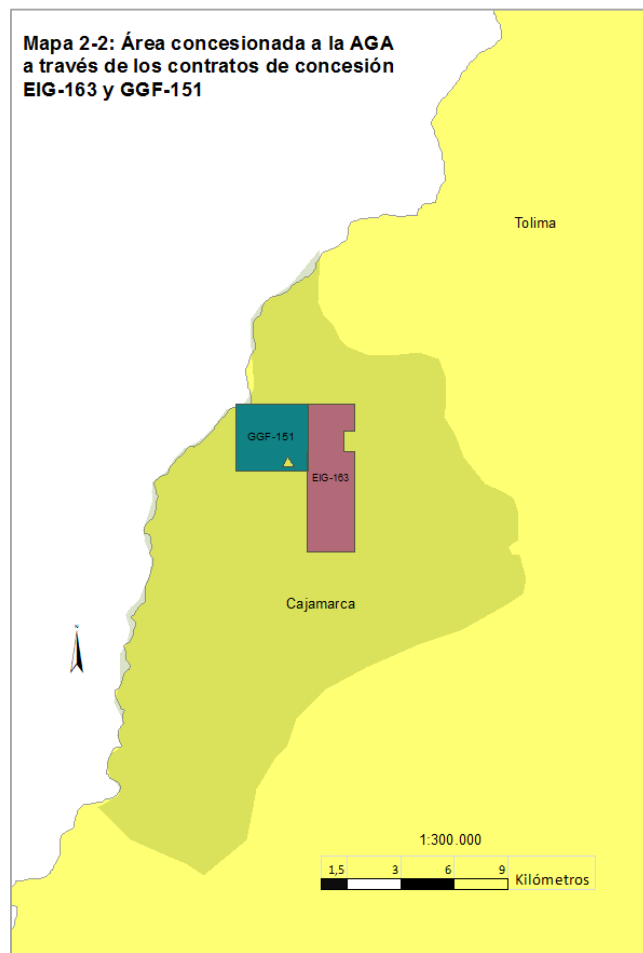 Mapa 2-2: Área concesionada a la AGA
a través de los contratos de concesión
EIG-163 y GGF-151
Tolima
GGF-151
EIG-163
Cajamarca
N
1:300.000
1,5 3 6 9
Kilómetros